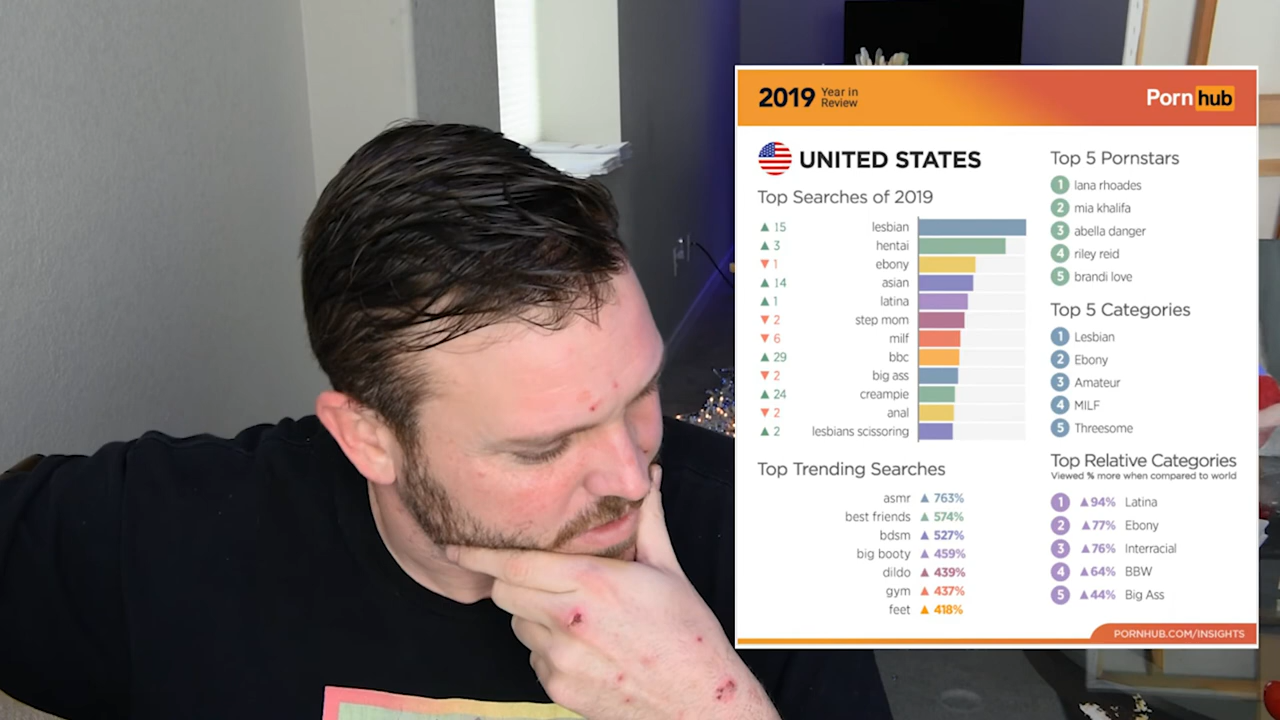 2019 Year in Review
Pornhub
UNITED STATES
Top Searches of 2019
▲ 15 lesbian
▲ 3 hentai
▼ 1 ebony
▲ 14 asian
▲ 1 latina
▼ 2 step mom
▼ 6 milf
▲ 29 bbc
▼ 2 big ass
▲ 24 creampie
▼ 2 anal
▲ 2 lesbians scissoring
Top Trending Searches
asmr ▲ 763%
best friends ▲ 574%
bdsm ▲ 527%
big booty ▲ 459%
dildo ▲ 439%
gym ▲ 437%
feet ▲ 418%
Top 5 Pornstars
1 lana rhoades
2 mia khalifa
3 abella danger
4 riley reid
5 brandi love
Top 5 Categories
1 Lesbian
2 Ebony
3 Amateur
4 MILF
5 Threesome
Top Relative Categories
Viewed % more when compared to world
1 ▲94% Latina
2 ▲77% Ebony
3 ▲76% Interracial
4 ▲64% BBW
5 ▲44% Big Ass
PORNHUB.COM/INSIGHTS